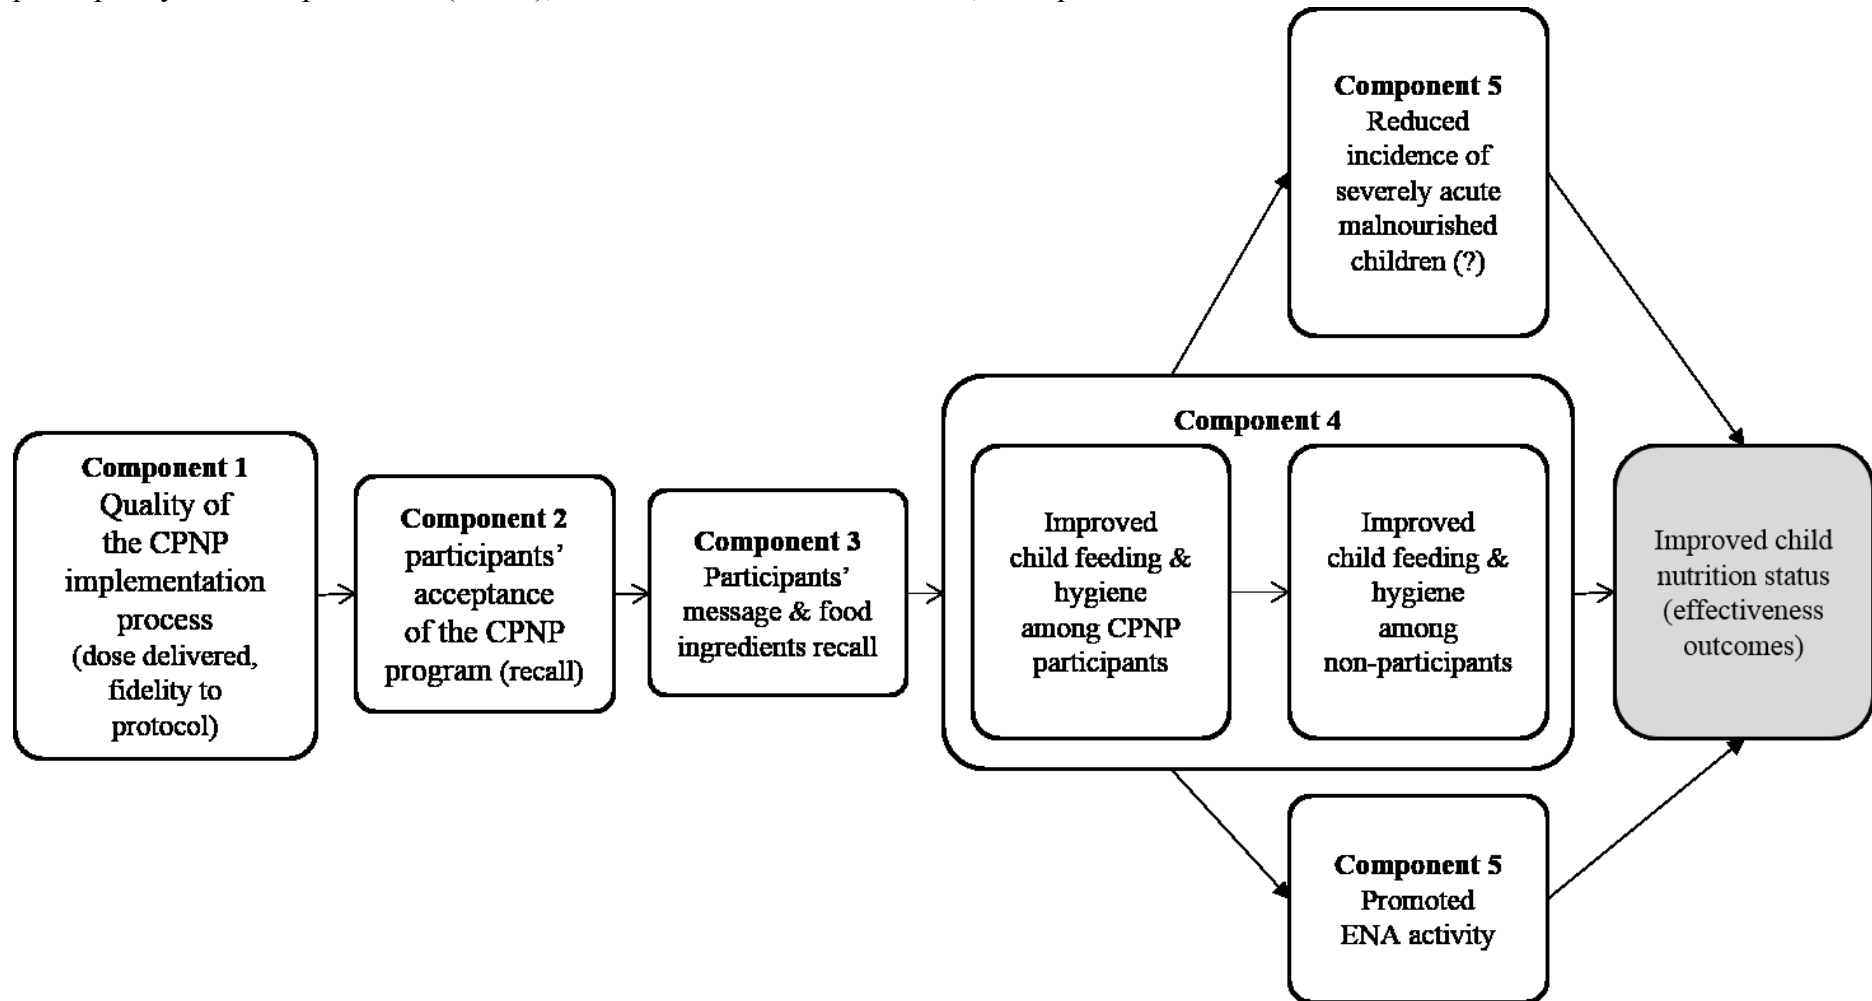 Component 1
Quality of
the CPNP
implementation
process
(dose delivered,
fidelity to
protocol)
Component 2
participants’
acceptance
of the CPNP
program (recall)
Component 3
Participants’
message & food
ingredients recall
Component 4
Improved
child feeding &
hygiene
among CPNP
participants
Improved
child feeding &
hygiene
among
non-participants
Component 5
Reduced
incidence of
severely acute
malnourished
children (?)
Component 5
Promoted
ENA activity
Improved child
nutrition status
(effectiveness
outcomes)